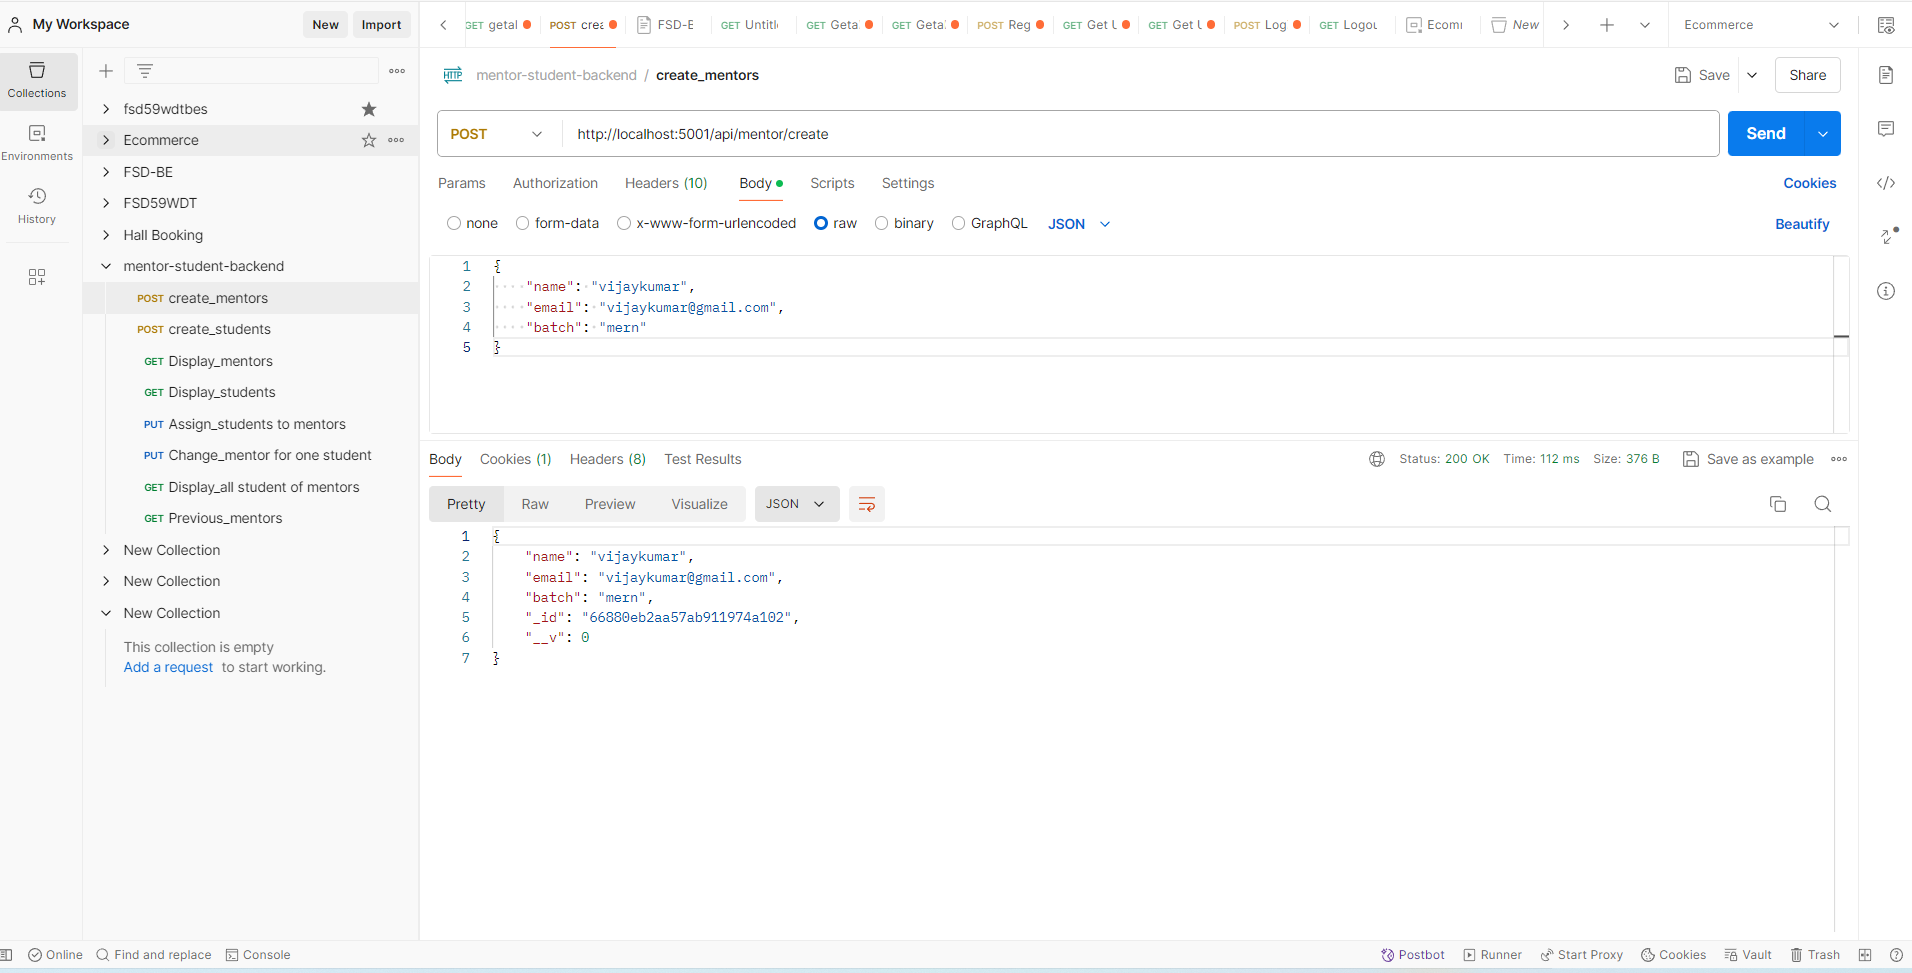 My Workspace
New
Import
GET getal
POST crea
FSD-E
GET Untitl
GET Geta
GET Geta
POST Reg
GET Get U
GET Get U
POST Log
GET Logou
Ecomi
New
Ecommerce
Collections
Environments
History
fsd59wdtbes
Ecommerce
FSD-BE
FSD59WDT
Hall Booking
mentor-student-backend
POST create_mentors
POST create_students
GET Display_mentors
GET Display_students
PUT Assign_students to mentors
PUT Change_mentor for one student
GET Display_all student of mentors
GET Previous_mentors
New Collection
New Collection
New Collection
This collection is empty
Add a request to start working.
HTTP mentor-student-backend / create_mentors
Save
Share
POST
http://localhost:5001/api/mentor/create
Send
Params Authorization Headers (10) Body Scripts Settings
Cookies
none form-data x-www-form-urlencoded raw binary GraphQL JSON
Beautify
1 {
2 "name": "vijaykumar",
3 "email": "vijaykumar@gmail.com",
4 "batch": "mern"
5 }
Body Cookies (1) Headers (8) Test Results
Status: 200 OK Time: 112 ms Size: 376 B
Save as example
Pretty Raw Preview Visualize JSON
1 {
2 "name": "vijaykumar",
3 "email": "vijaykumar@gmail.com",
4 "batch": "mern",
5 "_id": "66880eb2aa57ab911974a102",
6 "__v": 0
7 }
Online Find and replace Console
Postbot Runner Start Proxy Cookies Vault Trash